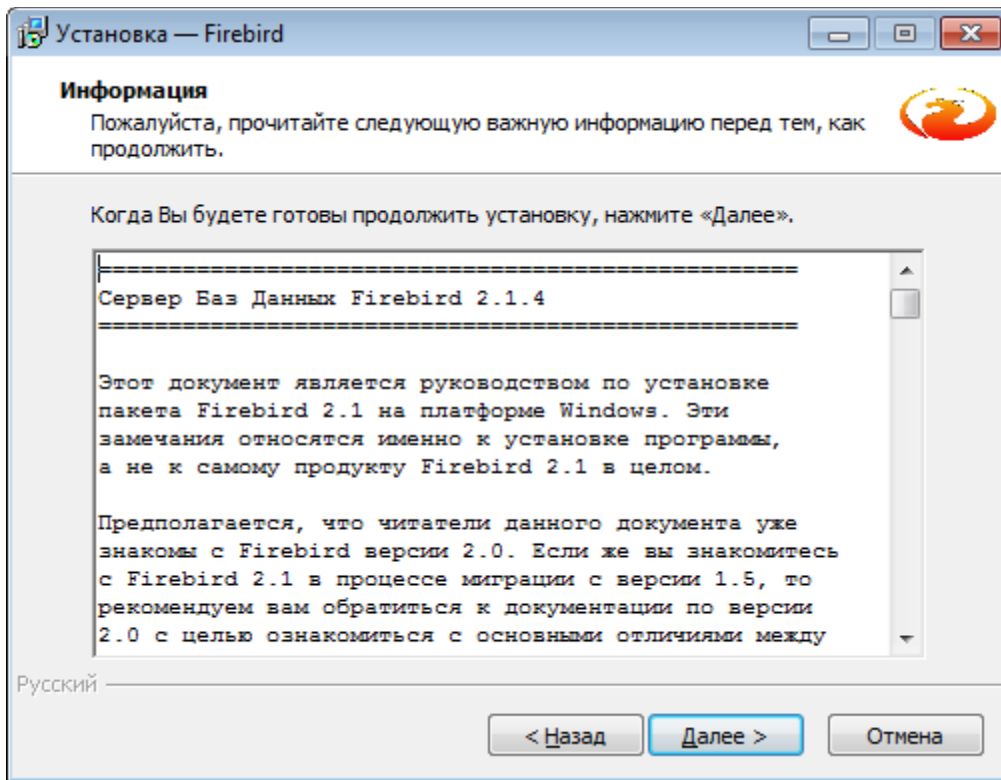 Установка — Firebird
Информация
Пожалуйста, прочитайте следующую важную информацию перед тем, как
продолжить.
Когда Вы будете готовы продолжить установку, нажмите «Далее».
==================================================
Сервер Баз Данных Firebird 2.1.4
==================================================
Этот документ является руководством по установке
пакета Firebird 2.1 на платформе Windows. Эти
замечания относятся именно к установке программы,
а не к самому продукту Firebird 2.1 в целом.
Предполагается, что читатели данного документа уже
знакомы с Firebird версии 2.0. Если же вы знакомитесь
с Firebird 2.1 в процессе миграции с версии 1.5, то
рекомендуем вам обратиться к документации по версии
2.0 с целью ознакомиться с основными отличиями между
Русский
< Назад
Далее >
Отмена